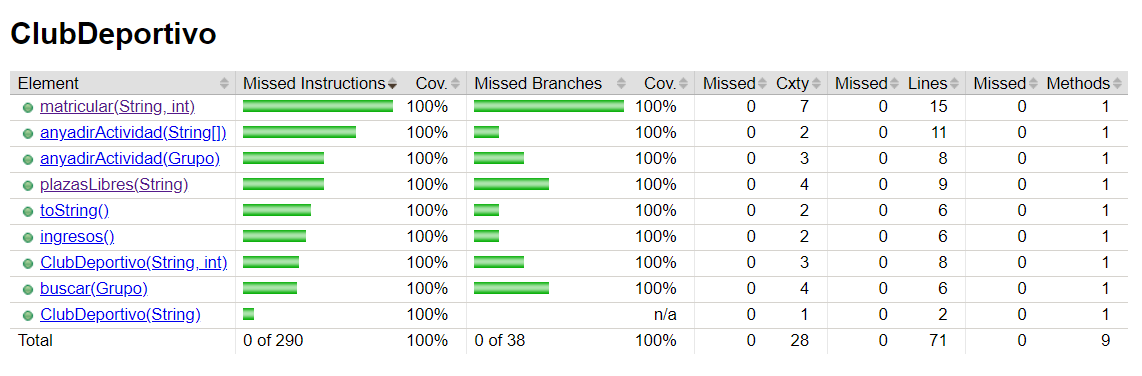 ClubDeportivo
Element Missed Instructions Cov. Missed Branches Cov. Missed Cxty Missed Lines Missed Methods
matricular(String, int) 100% 100% 0 7 0 15 0 1
anyadirActividad(String[]) 100% 100% 0 2 0 11 0 1
anyadirActividad(Grupo) 100% 100% 0 3 0 8 0 1
plazasLibres(String) 100% 100% 0 4 0 9 0 1
toString() 100% 100% 0 2 0 6 0 1
ingresos() 100% 100% 0 2 0 6 0 1
ClubDeportivo(String, int) 100% 100% 0 3 0 8 0 1
buscar(Grupo) 100% 100% 0 4 0 6 0 1
ClubDeportivo(String) 100% n/a 0 1 0 2 0 1
Total 0 of 290 100% 0 of 38 100% 0 28 0 71 0 9